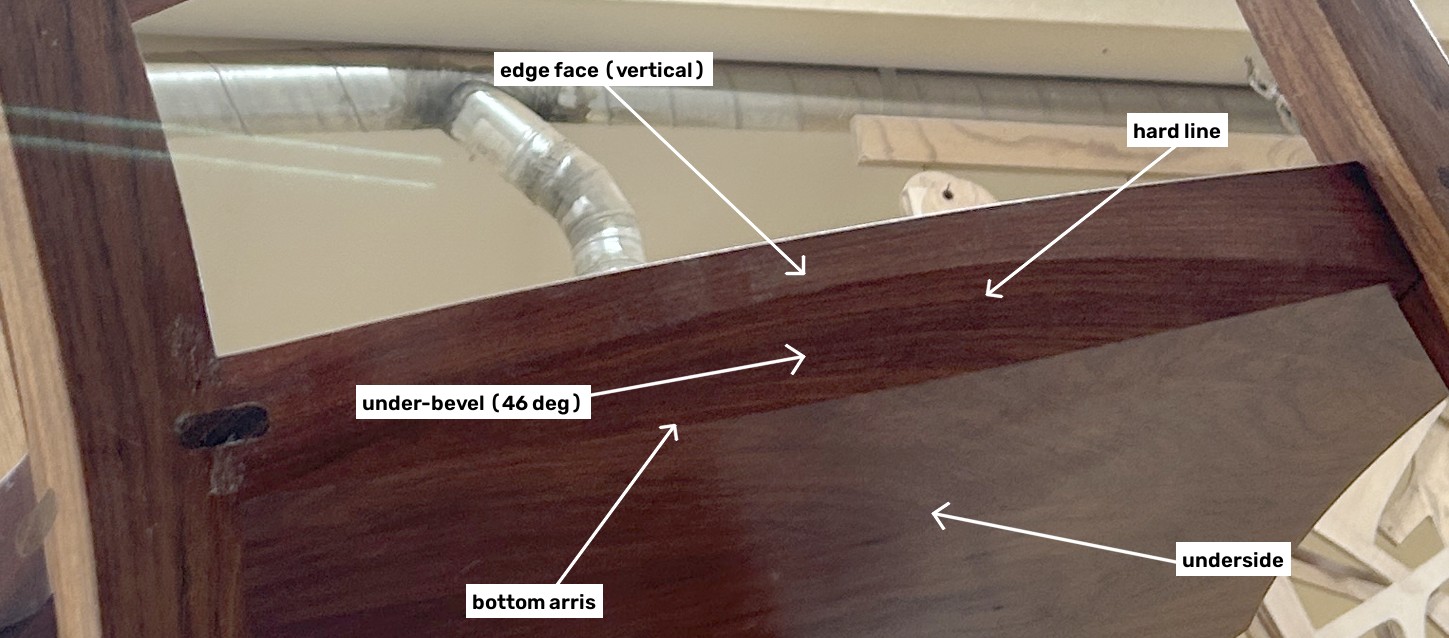 edge face (vertical)
hard line
under-bevel (46 deg)
bottom arris
underside